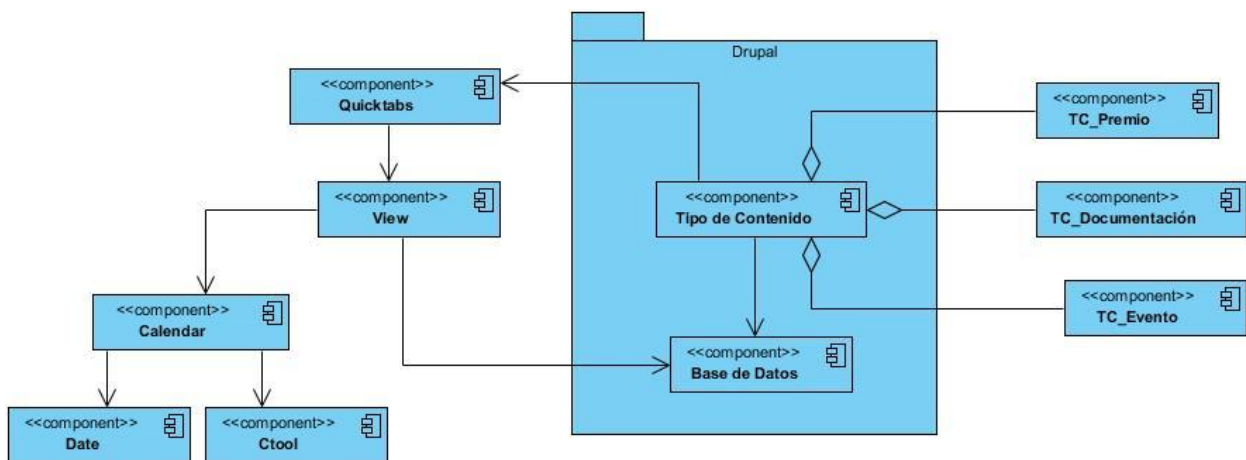 Drupal
<<component>>
Quicktabs
<<component>>
TC_Premio
<<component>>
View
<<component>>
Tipo de Contenido
<<component>>
TC_Documentación
<<component>>
Calendar
<<component>>
TC_Evento
<<component>>
Base de Datos
<<component>>
Date
<<component>>
Ctool